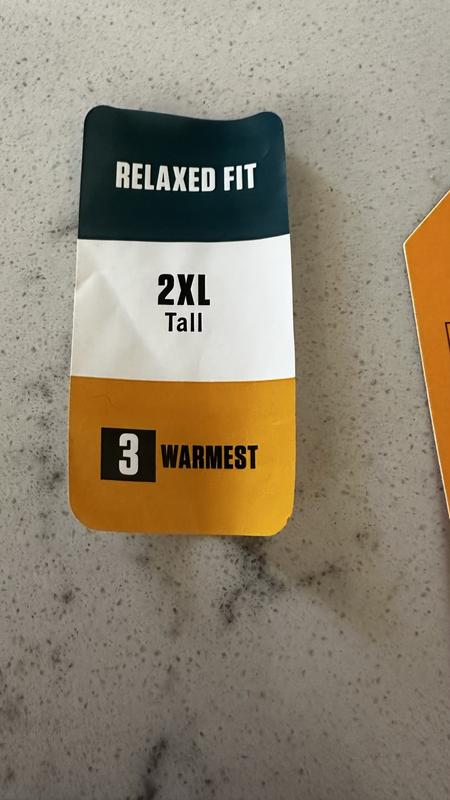 RELAXED FIT
2XL
Tall
3 WARMEST